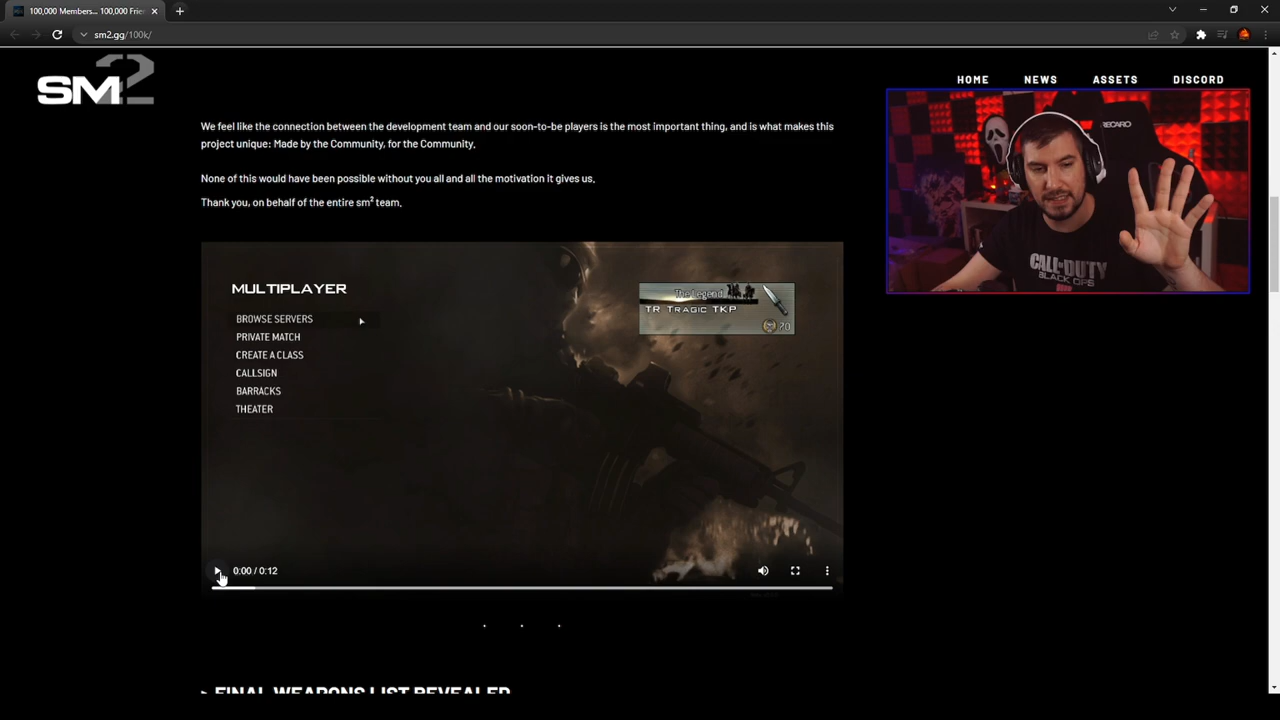 100,000 Members... 100,000 Frie
sm2.gg/100k/
SM2
HOME
NEWS
ASSETS
DISCORD
RECARO
CALL OF DUTY
BLACK OPS
We feel like the connection between the development team and our soon-to-be players is the most important thing, and is what makes this
project unique: Made by the Community, for the Community.
None of this would have been possible without you all and all the motivation it gives us.
Thank you, on behalf of the entire sm² team.
MULTIPLAYER
BROWSE SERVERS
PRIVATE MATCH
CREATE A CLASS
CALLSIGN
BARRACKS
THEATER
The Legend
TR TRAGIC TKP
20
0:00 / 0:12
FINAL WEAPONS LIST REVEALED